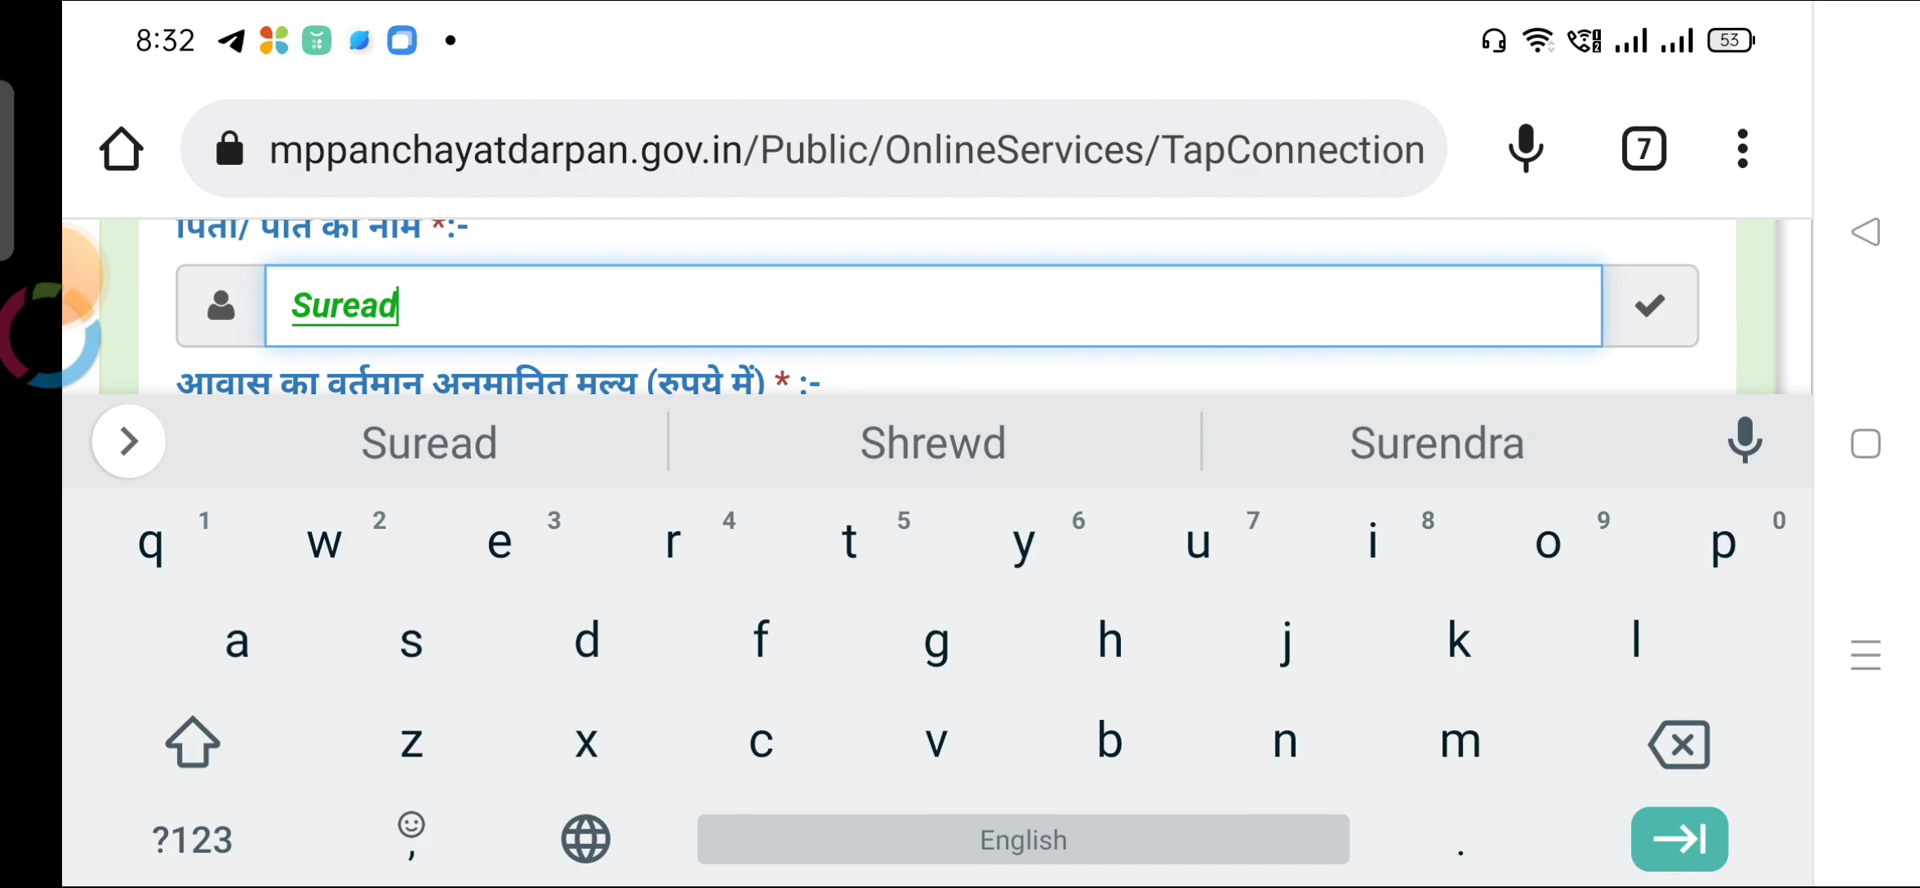 8:32
53
mppanchayatdarpan.gov.in/Public/OnlineServices/TapConnection
7
पिता/ पति का नाम *:-
Suread
आवास का वर्तमान अनुमानित मूल्य (रुपये में) * :-
Suread Shrewd Surendra
q 1 w 2 e 3 r 4 t 5 y 6 u 7 i 8 o 9 p 0
a s d f g h j k l
z x c v b n m
?123 , English .